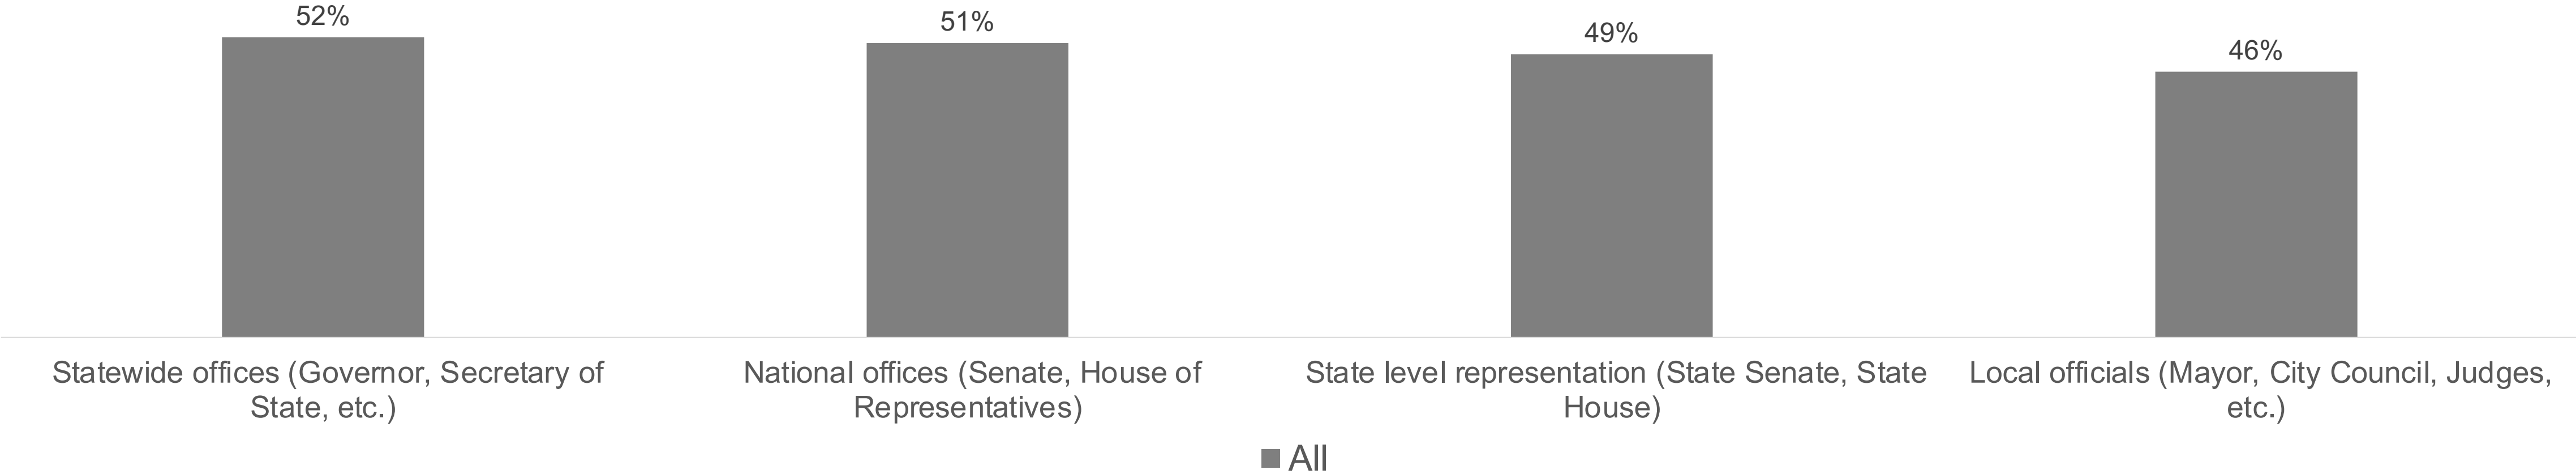 52%
51%
49%
46%
Statewide offices (Governor, Secretary of
State, etc.)
National offices (Senate, House of
Representatives)
State level representation (State Senate, State
House)
Local officials (Mayor, City Council, Judges,
etc.)
All